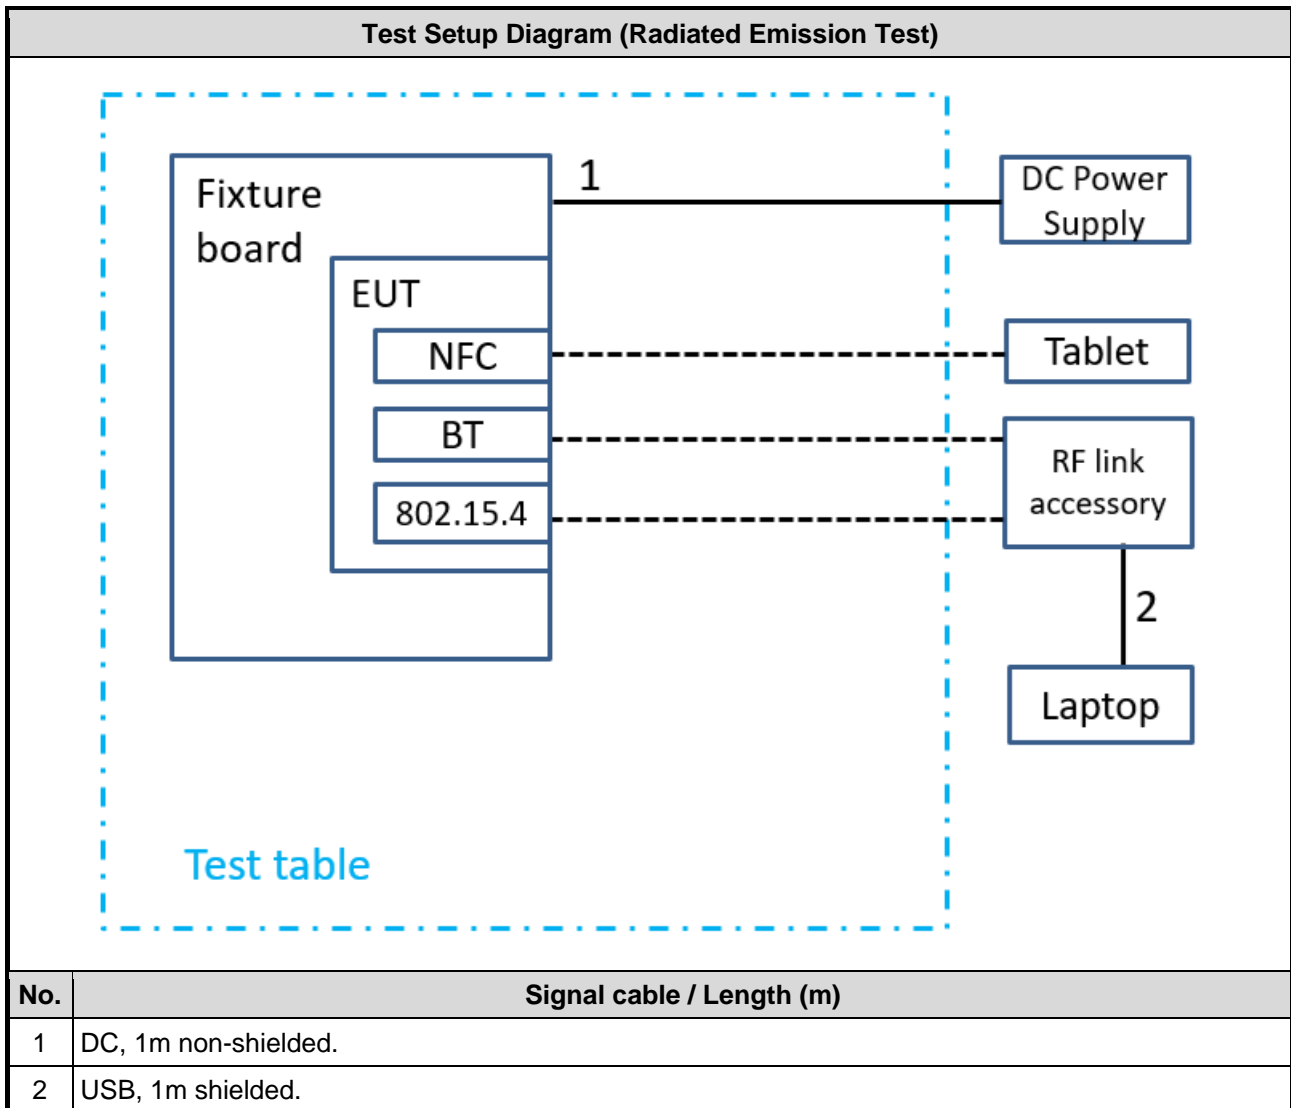 Test Setup Diagram (Radiated Emission Test)
Fixture
board
1
DC Power
Supply
EUT
NFC
Tablet
BT
RF link
accessory
802.15.4
2
Laptop
Test table
No. Signal cable / Length (m)
1 DC, 1m non-shielded.
2 USB, 1m shielded.